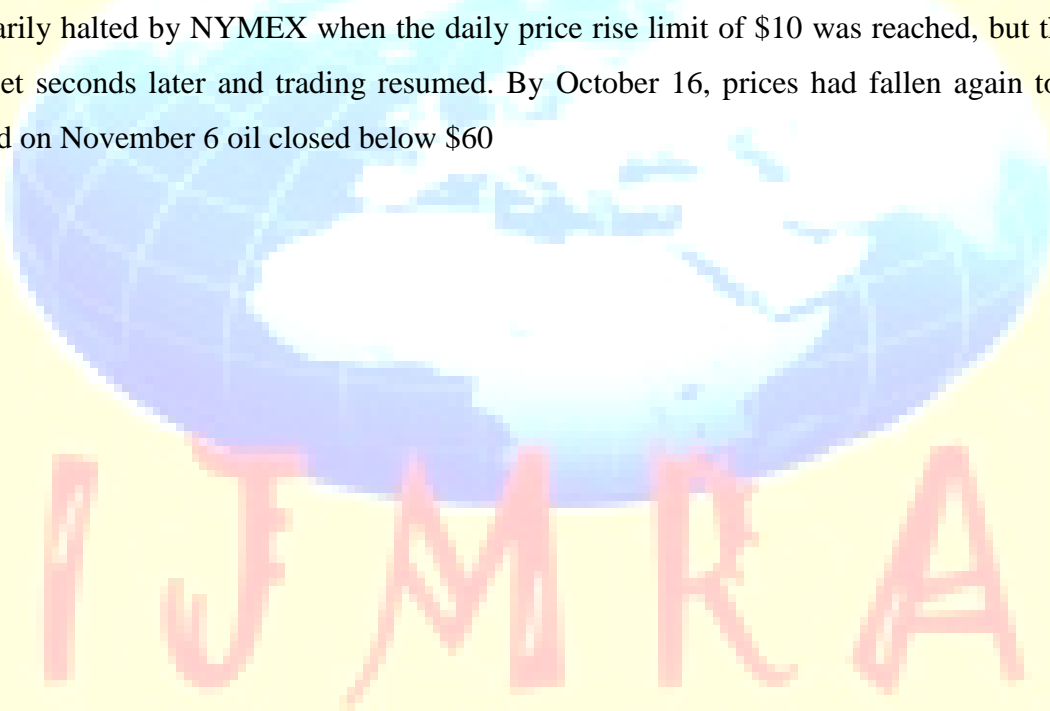 arily halted by NYMEX when the daily price rise limit of $10 was reached, but t
et seconds later and trading resumed. By October 16, prices had fallen again to
d on November 6 oil closed below $60
IJMRA